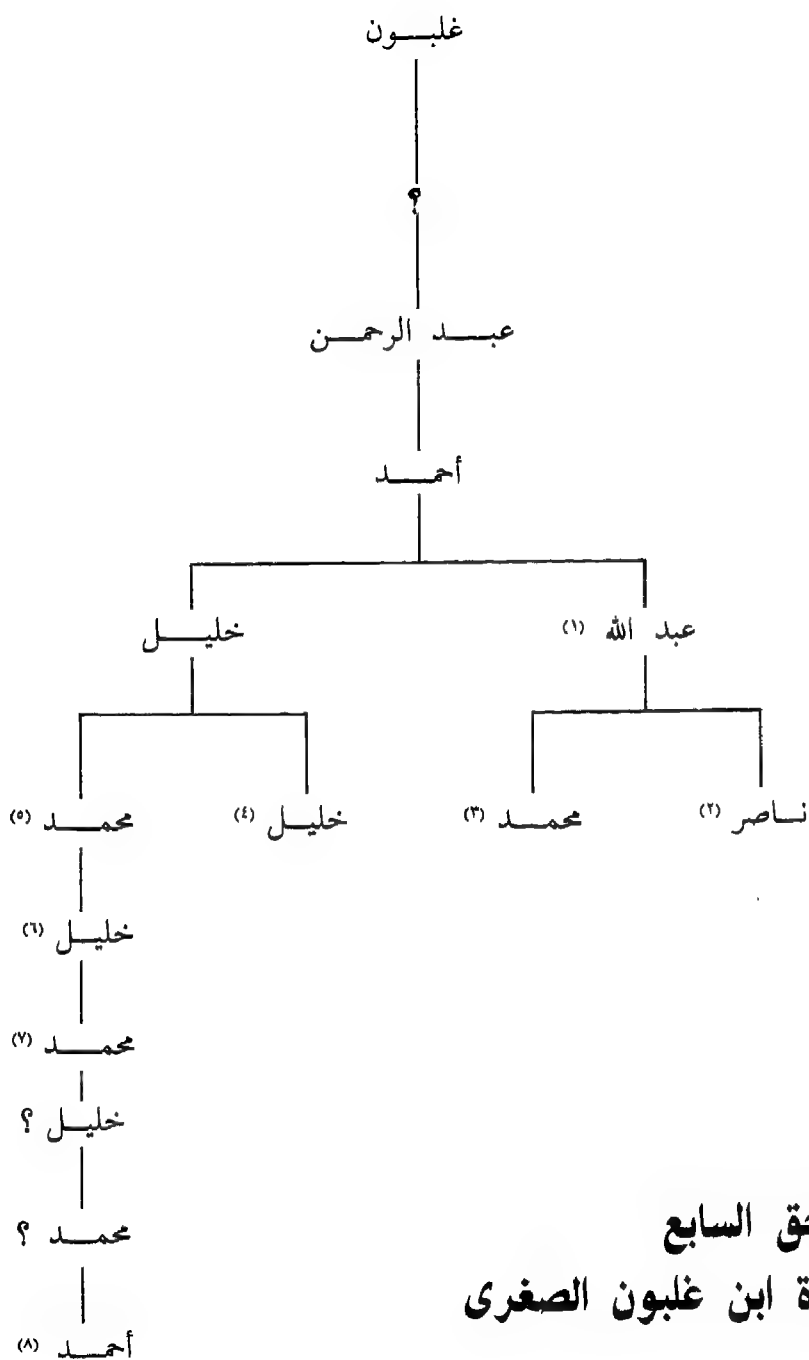 غلبون
؟
عبد الرحمن
أحمد
عبد الله (١) خليل
ناصر (٢) محمد (٣) خليل (٤) محمد (٥)
خليل (٦)
محمد (٧)
خليل ؟
محمد ؟
أحمد (٨)
السابع
ابن غلبون الصغرى